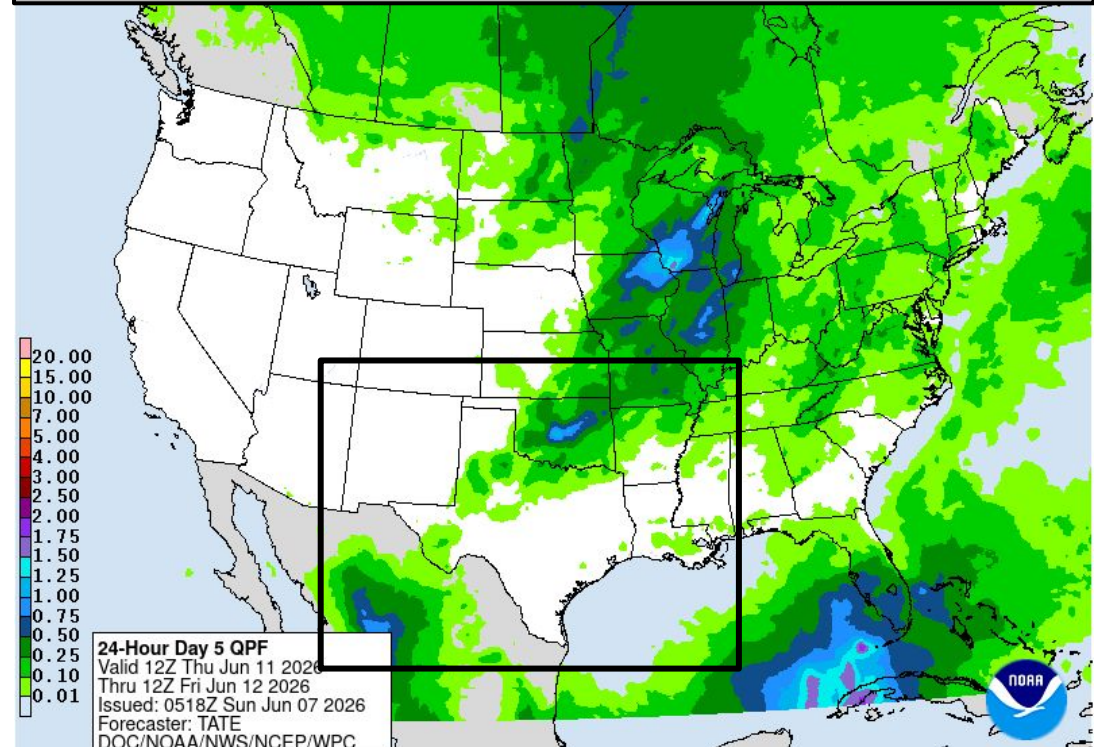 20.00
15.00
10.00
7.00
5.00
4.00
3.00
2.50
2.00
1.75
1.50
1.25
1.00
0.75
0.50
0.25
0.10
0.01
24-Hour Day 5 QPF
Valid 12Z Thu Jun 11 2026
Thru 12Z Fri Jun 12 2026
Issued: 0518Z Sun Jun 07 2026
Forecaster: TATE
DOC/NOAA/NWS/NCEP/WPC
NOAA